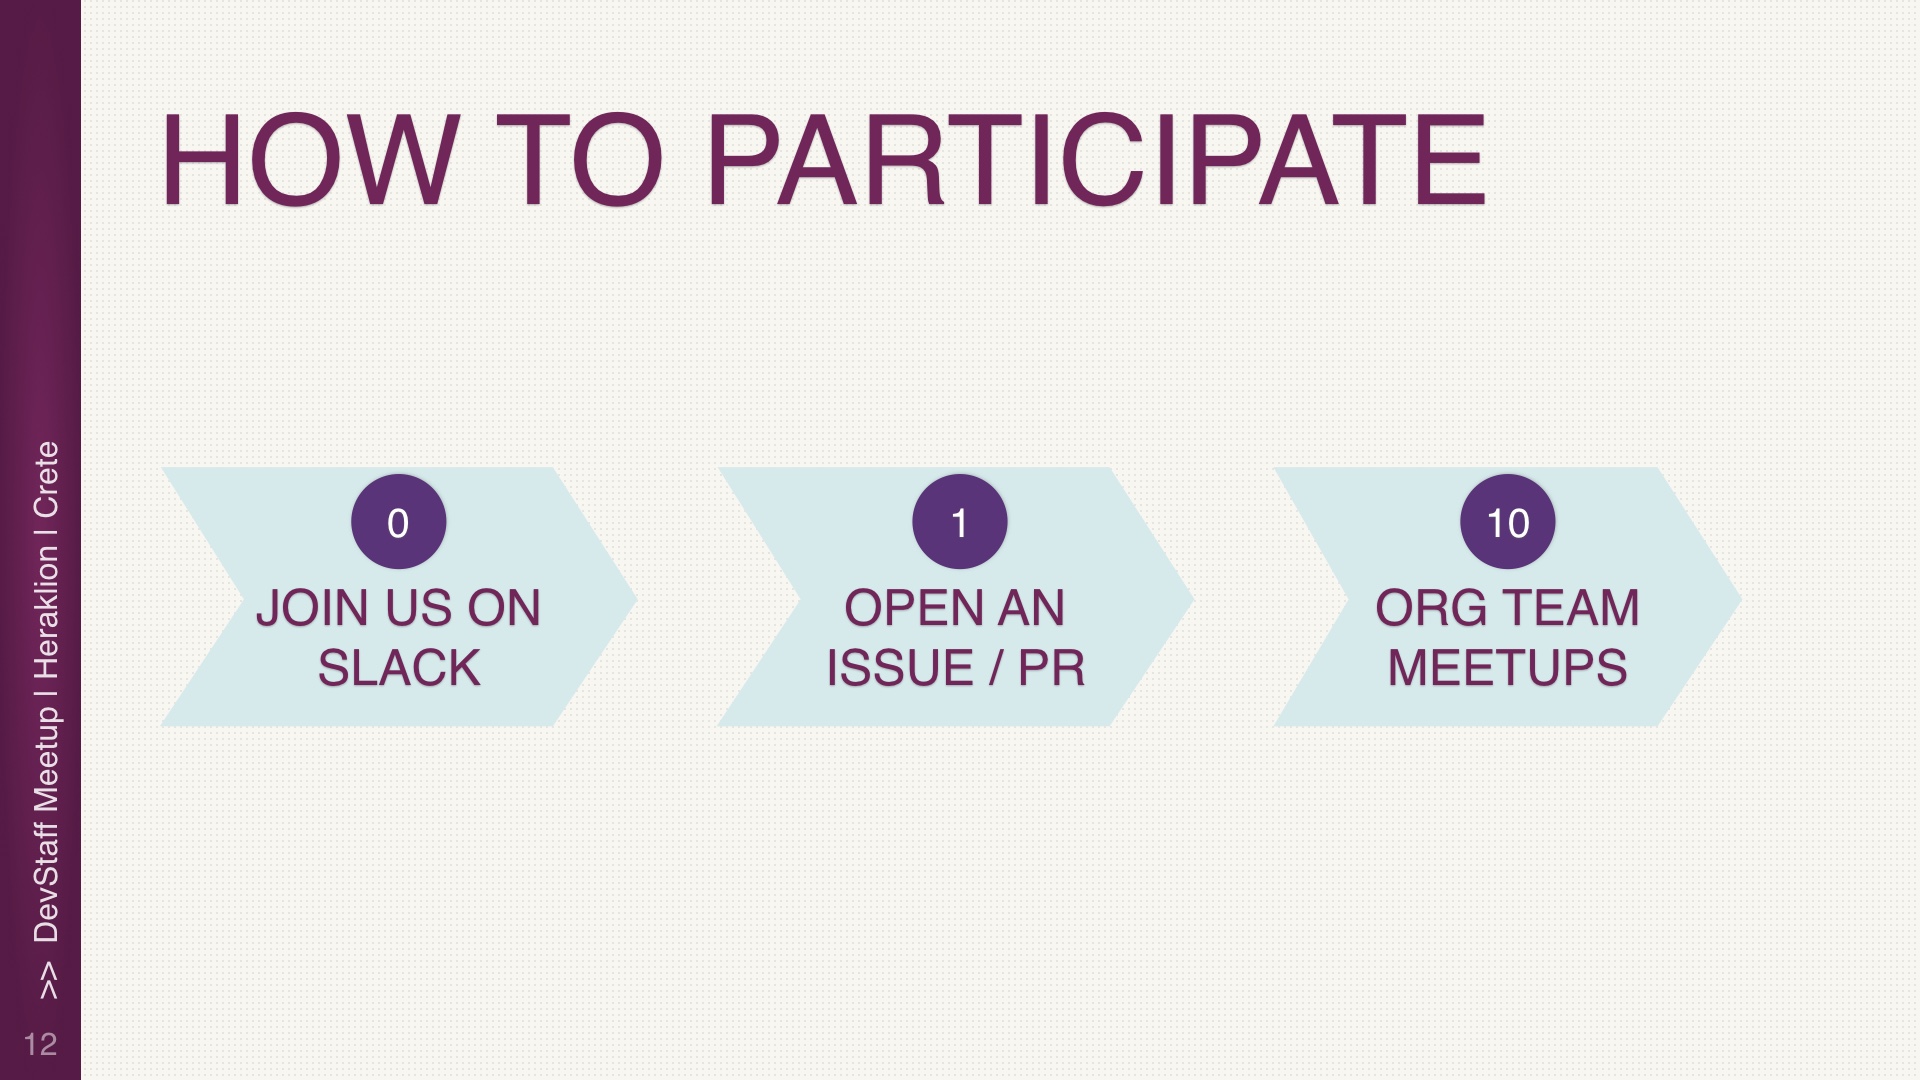 HOW TO PARTICIPATE
0
JOIN US ON
SLACK
1
OPEN AN
ISSUE / PR
10
ORG TEAM
MEETUPS
>> DevStaff Meetup | Heraklion | Crete
12